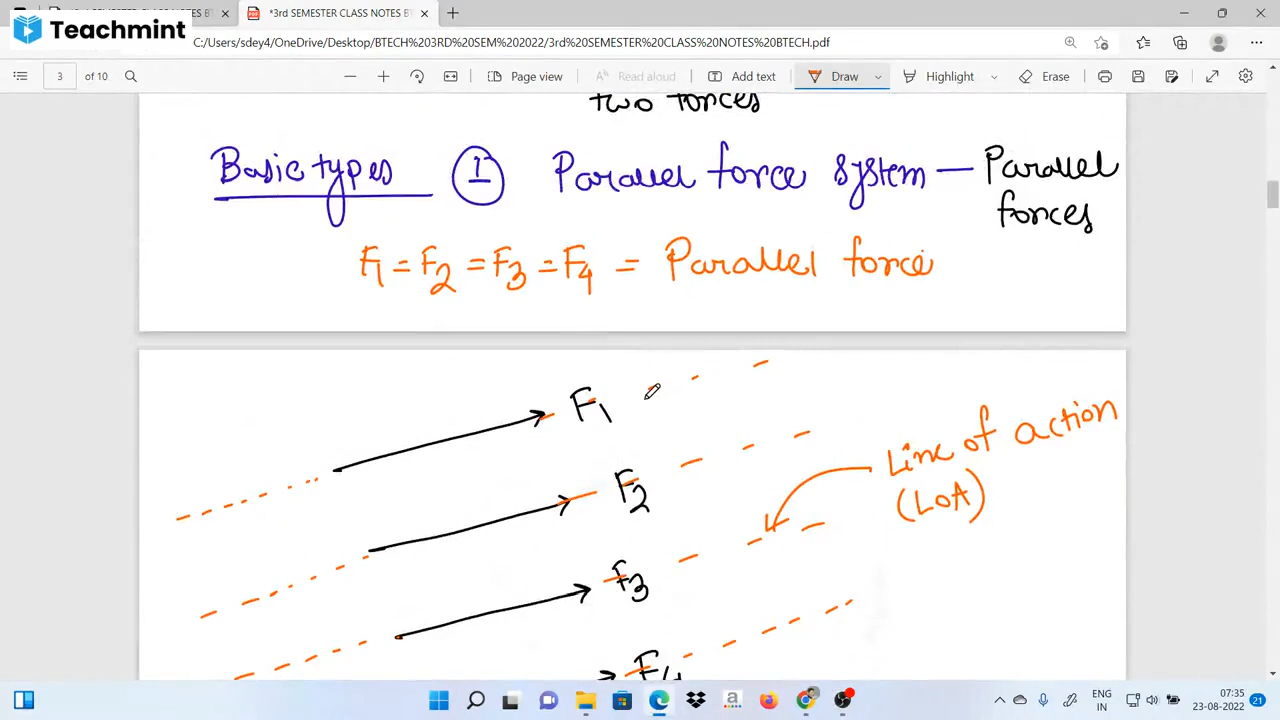 *3rd SEMESTER CLASS NOTES BT
Teachmint
C:/Users/sdey4/OneDrive/Desktop/BTECH%203RD%20SEM%202022/3rd%20SEMESTER%20CLASS%20NOTES%20BTECH.pdf
3 of 10
Page view
Read aloud
Add text
Draw
Highlight
Erase
two forces
Basic types I Parallel force system — Parallel
forces
F1 = F2 = F3 = F4 = Parallel force
F1
Line of action
(LOA)
F2
F3
F4
ENG
IN
07:35
23-08-2022
21